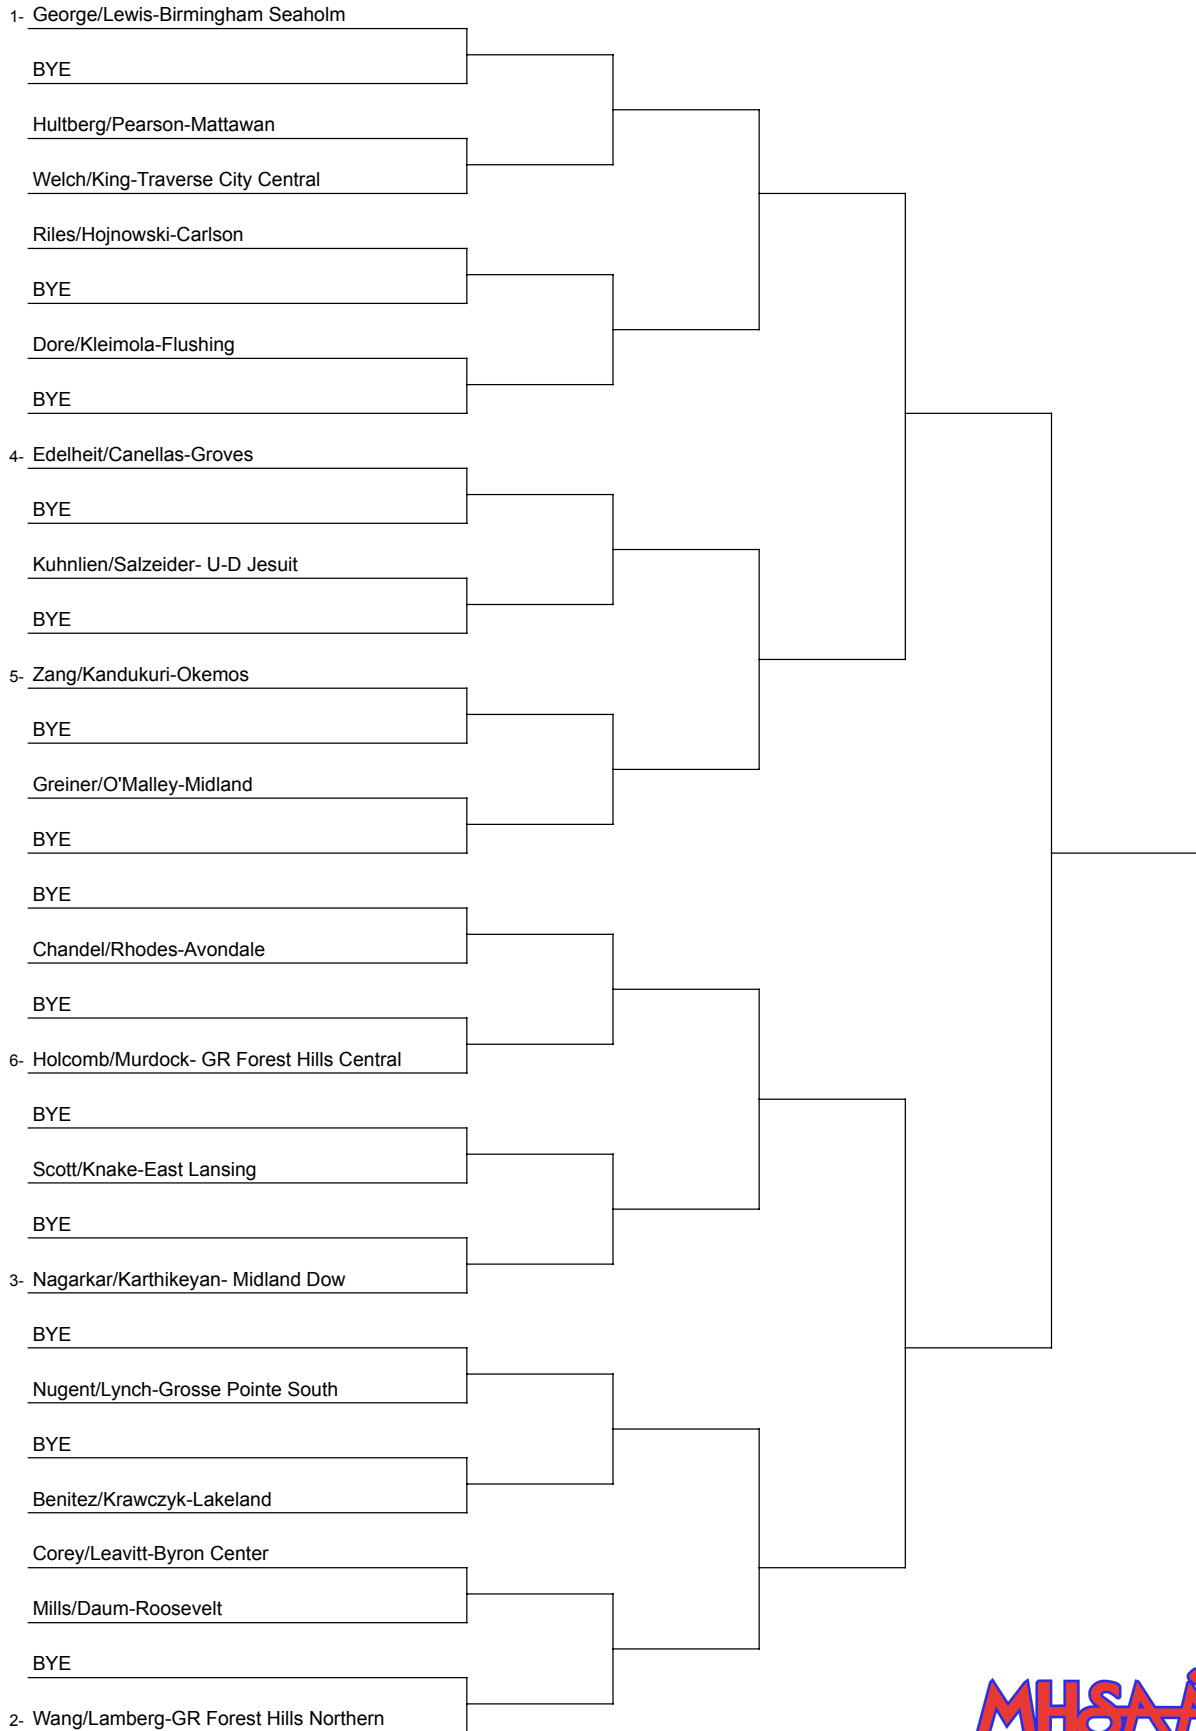 1- George/Lewis-Birmingham Seaholm
BYE
Hultberg/Pearson-Mattawan
Welch/King-Traverse City Central
Riles/Hojnowski-Carlson
BYE
Dore/Kleimola-Flushing
BYE
4- Edelheit/Canellas-Groves
BYE
Kuhnlien/Salzeider- U-D Jesuit
BYE
5- Zang/Kandukuri-Okemos
BYE
Greiner/O'Malley-Midland
BYE
BYE
Chandel/Rhodes-Avondale
BYE
6- Holcomb/Murdock- GR Forest Hills Central
BYE
Scott/Knake-East Lansing
BYE
3- Nagarkar/Karthikeyan- Midland Dow
BYE
Nugent/Lynch-Grosse Pointe South
BYE
Benitez/Krawczyk-Lakeland
Corey/Leavitt-Byron Center
Mills/Daum-Roosevelt
BYE
2- Wang/Lamberg-GR Forest Hills Northern
MHSAA